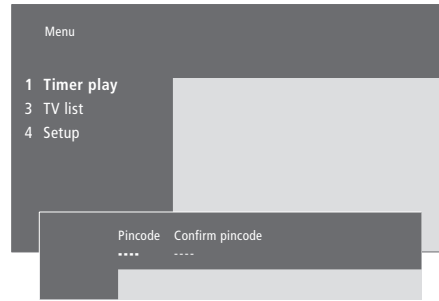 Menu
1 Timer play
3 TV list
4 Setup
Pincode Confirm pincode
---- ----